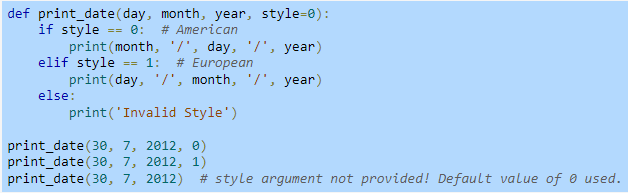 def print_date(day, month, year, style=0):
    if style == 0:  # American
        print(month, '/', day, '/', year)
    elif style == 1:  # European
        print(day, '/', month, '/', year)
    else:
        print('Invalid Style')

print_date(30, 7, 2012, 0)
print_date(30, 7, 2012, 1)
print_date(30, 7, 2012)  # style argument not provided! Default value of 0 used.